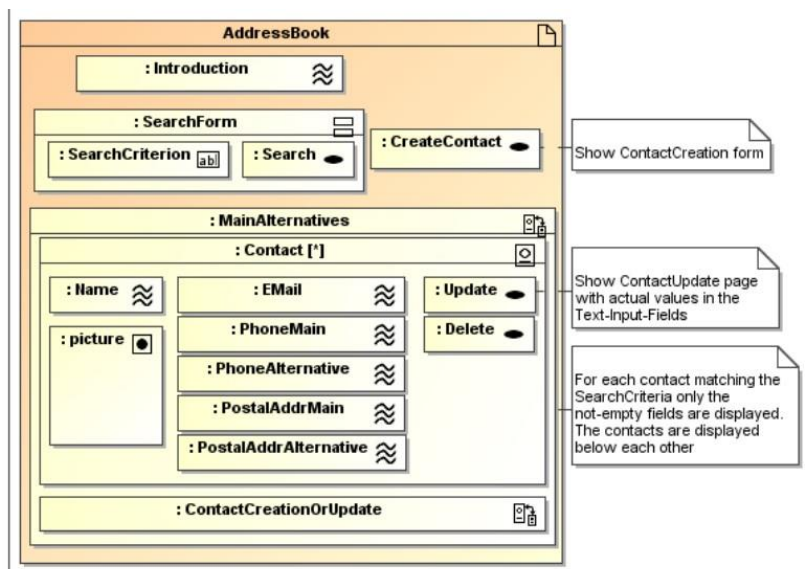 AddressBook
: Introduction
: SearchForm
: SearchCriterion
ab
: Search
: CreateContact
Show ContactCreation form
: MainAlternatives
: Contact [*]
: Name
: EMail
: Update
Show ContactUpdate page
with actual values in the
Text-Input-Fields
: picture
: PhoneMain
: Delete
: PhoneAlternative
: PostalAddrMain
: PostalAddrAlternative
For each contact matching the
SearchCriteria only the
not-empty fields are displayed.
The contacts are displayed
below each other
: ContactCreationOrUpdate